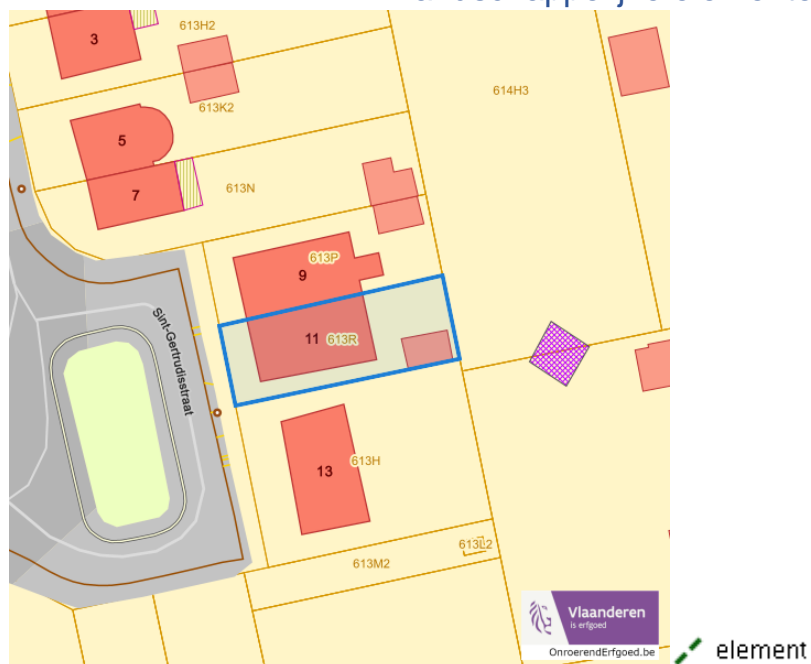 3
613H2
614H3
613K2
5
7
613N
9
613P
11
613R
Sint-Gertrudisstraat
13
613H
613L2
613M2
Vlaanderen
is erfgoed
OnroerendErfgoed.be
element